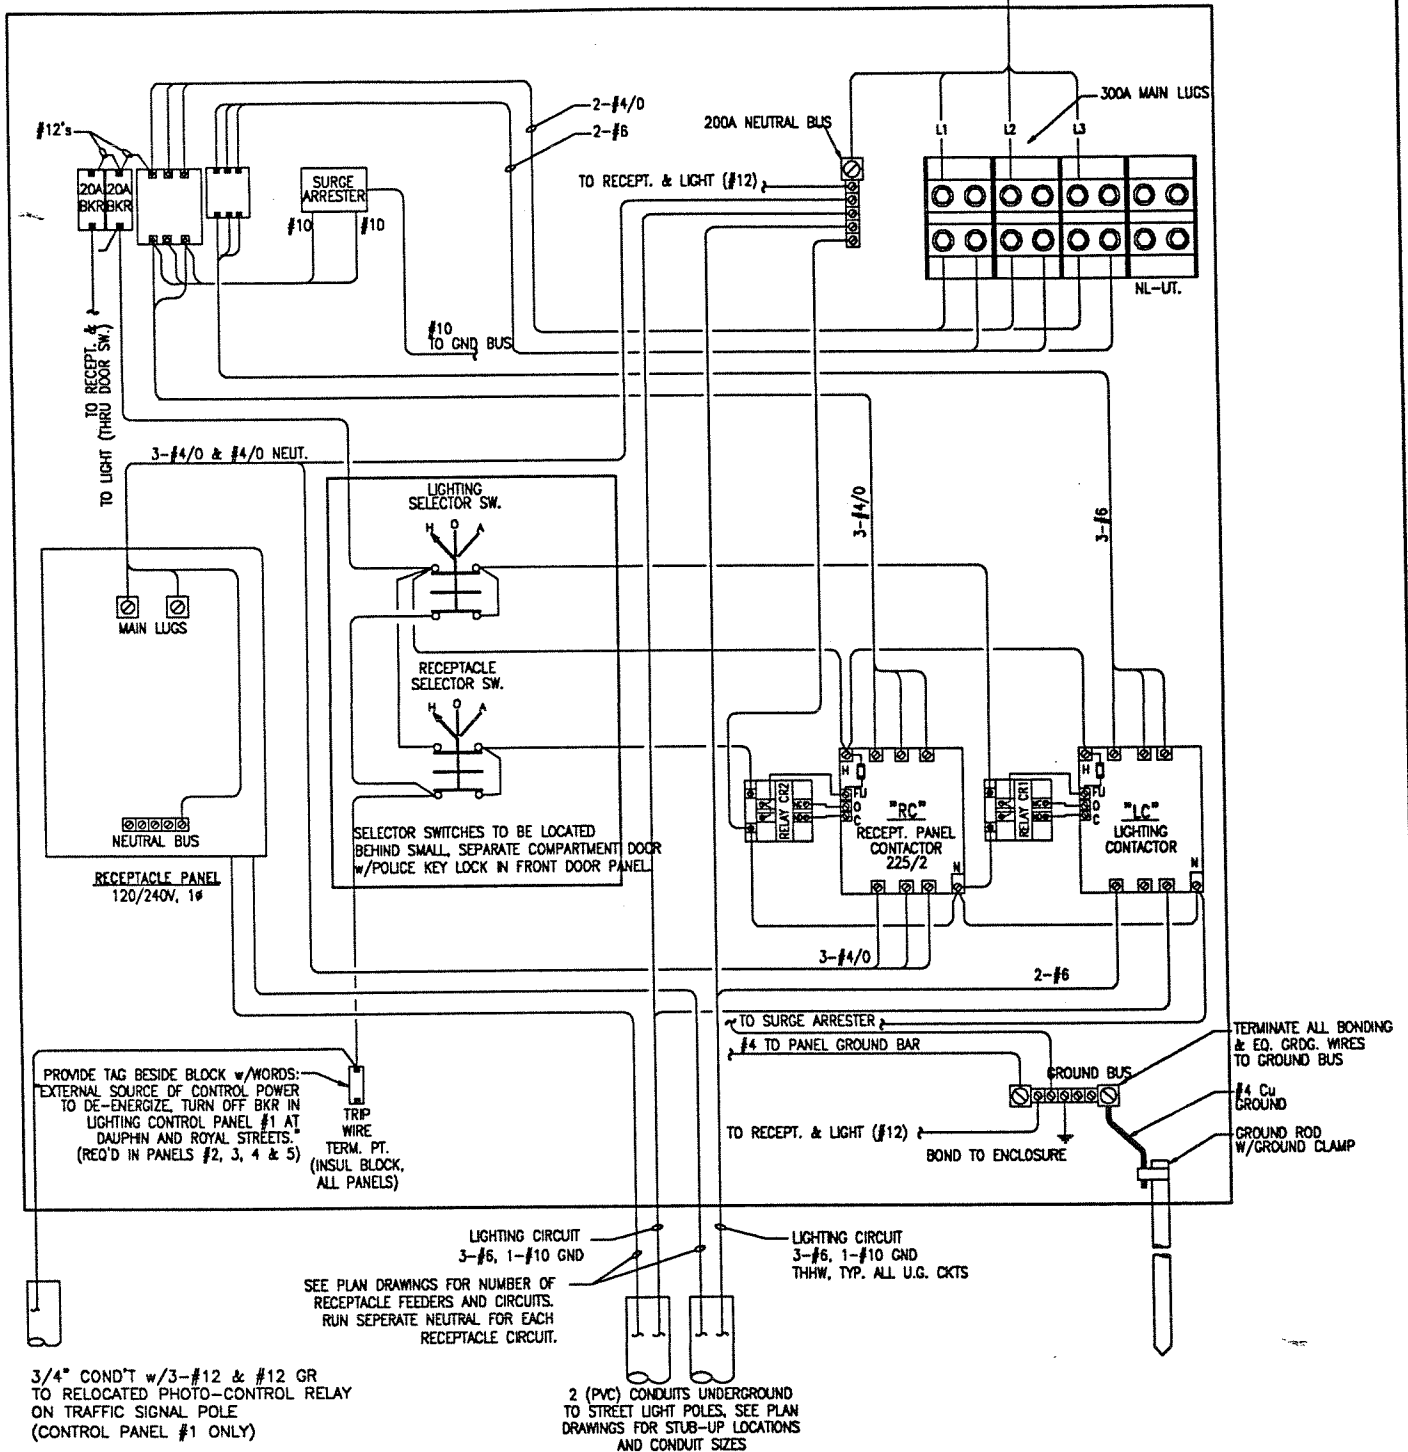 #12's
2-#4/0
2-#6
200A NEUTRAL BUS
300A MAIN LUGS
L1
L2
L3
20A
BKR
20A
BKR
SURGE
ARRESTER
#10
#10
TO RECEPT. & LIGHT (#12)
NL-UT.
#10
TO GND BUS
TO RECEPT. &
TO LIGHT (THRU DOOR SW.)
3-#4/0 & #4/0 NEUT.
LIGHTING
SELECTOR SW.
H
O
A
3-#4/0
3-#6
MAIN LUGS
RECEPTACLE
SELECTOR SW.
H
O
A
NEUTRAL BUS
RECEPTACLE PANEL
120/240V, 1ø
SELECTOR SWITCHES TO BE LOCATED
BEHIND SMALL, SEPARATE COMPARTMENT DOOR
w/POLICE KEY LOCK IN FRONT DOOR PANEL
RELAY CR2
H
FU
O
C
"RC"
RECEPT. PANEL
CONTACTOR
225/2
N
RELAY CR1
H
FU
O
C
"LC"
LIGHTING
CONTACTOR
N
3-#4/0
2-#6
TO SURGE ARRESTER
#4 TO PANEL GROUND BAR
GROUND BUS
TERMINATE ALL BONDING
& EQ. GRDG. WIRES
TO GROUND BUS
#4 Cu
GROUND
GROUND ROD
W/GROUND CLAMP
TO RECEPT. & LIGHT (#12)
BOND TO ENCLOSURE
PROVIDE TAG BESIDE BLOCK w/WORDS:
"EXTERNAL SOURCE OF CONTROL POWER
TO DE-ENERGIZE, TURN OFF BKR IN
LIGHTING CONTROL PANEL #1 AT
DAUPHIN AND ROYAL STREETS."
(REQ'D IN PANELS #2, 3, 4 & 5)
TRIP
WIRE
TERM. PT.
(INSUL BLOCK,
ALL PANELS)
LIGHTING CIRCUIT
3-#6, 1-#10 GND
LIGHTING CIRCUIT
3-#6, 1-#10 GND
THHW, TYP. ALL U.G. CKTS
SEE PLAN DRAWINGS FOR NUMBER OF
RECEPTACLE FEEDERS AND CIRCUITS.
RUN SEPERATE NEUTRAL FOR EACH
RECEPTACLE CIRCUIT.
3/4" COND'T w/3-#12 & #12 GR
TO RELOCATED PHOTO-CONTROL RELAY
ON TRAFFIC SIGNAL POLE
(CONTROL PANEL #1 ONLY)
2 (PVC) CONDUITS UNDERGROUND
TO STREET LIGHT POLES, SEE PLAN
DRAWINGS FOR STUB-UP LOCATIONS
AND CONDUIT SIZES